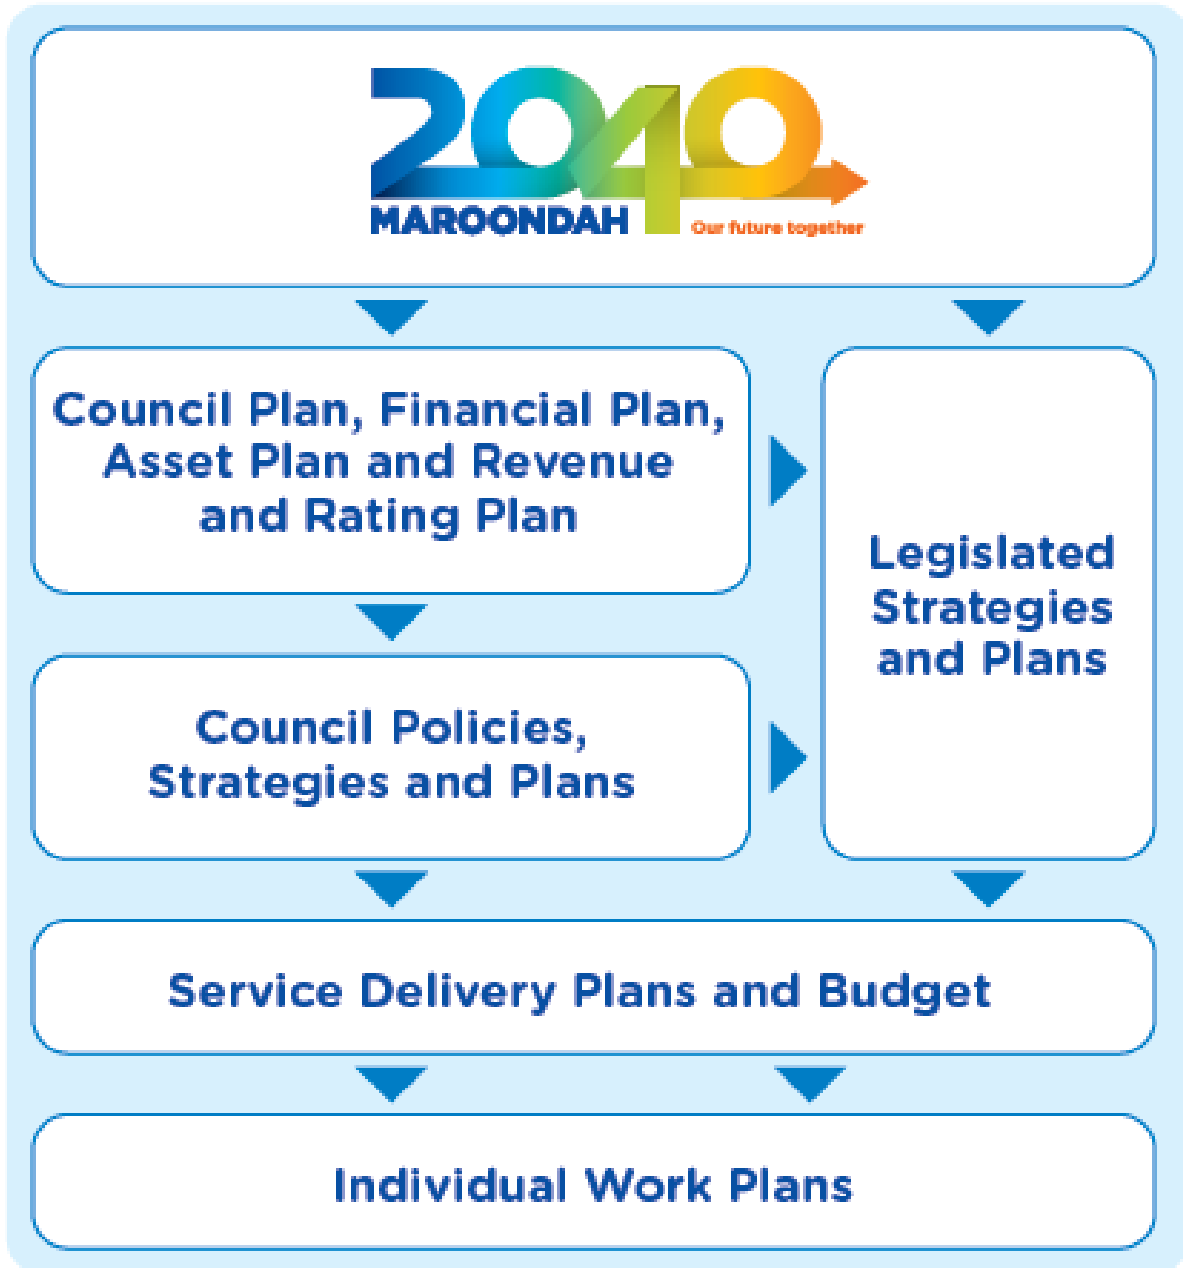 2040
MAROONDAH
Our future together
Council Plan, Financial Plan,
Asset Plan and Revenue
and Rating Plan
Legislated
Strategies
and Plans
Council Policies,
Strategies and Plans
Service Delivery Plans and Budget
Individual Work Plans